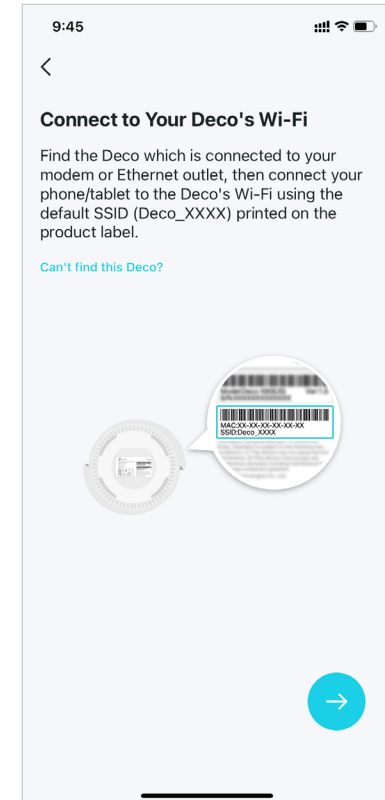 9:45
Connect to Your Deco's Wi-Fi
Find the Deco which is connected to your
modem or Ethernet outlet, then connect your
phone/tablet to the Deco's Wi-Fi using the
default SSID (Deco_XXXX) printed on the
product label.
Can't find this Deco?
MAC:XX-XX-XX-XX-XX-XX
SSID:Deco_XXXX